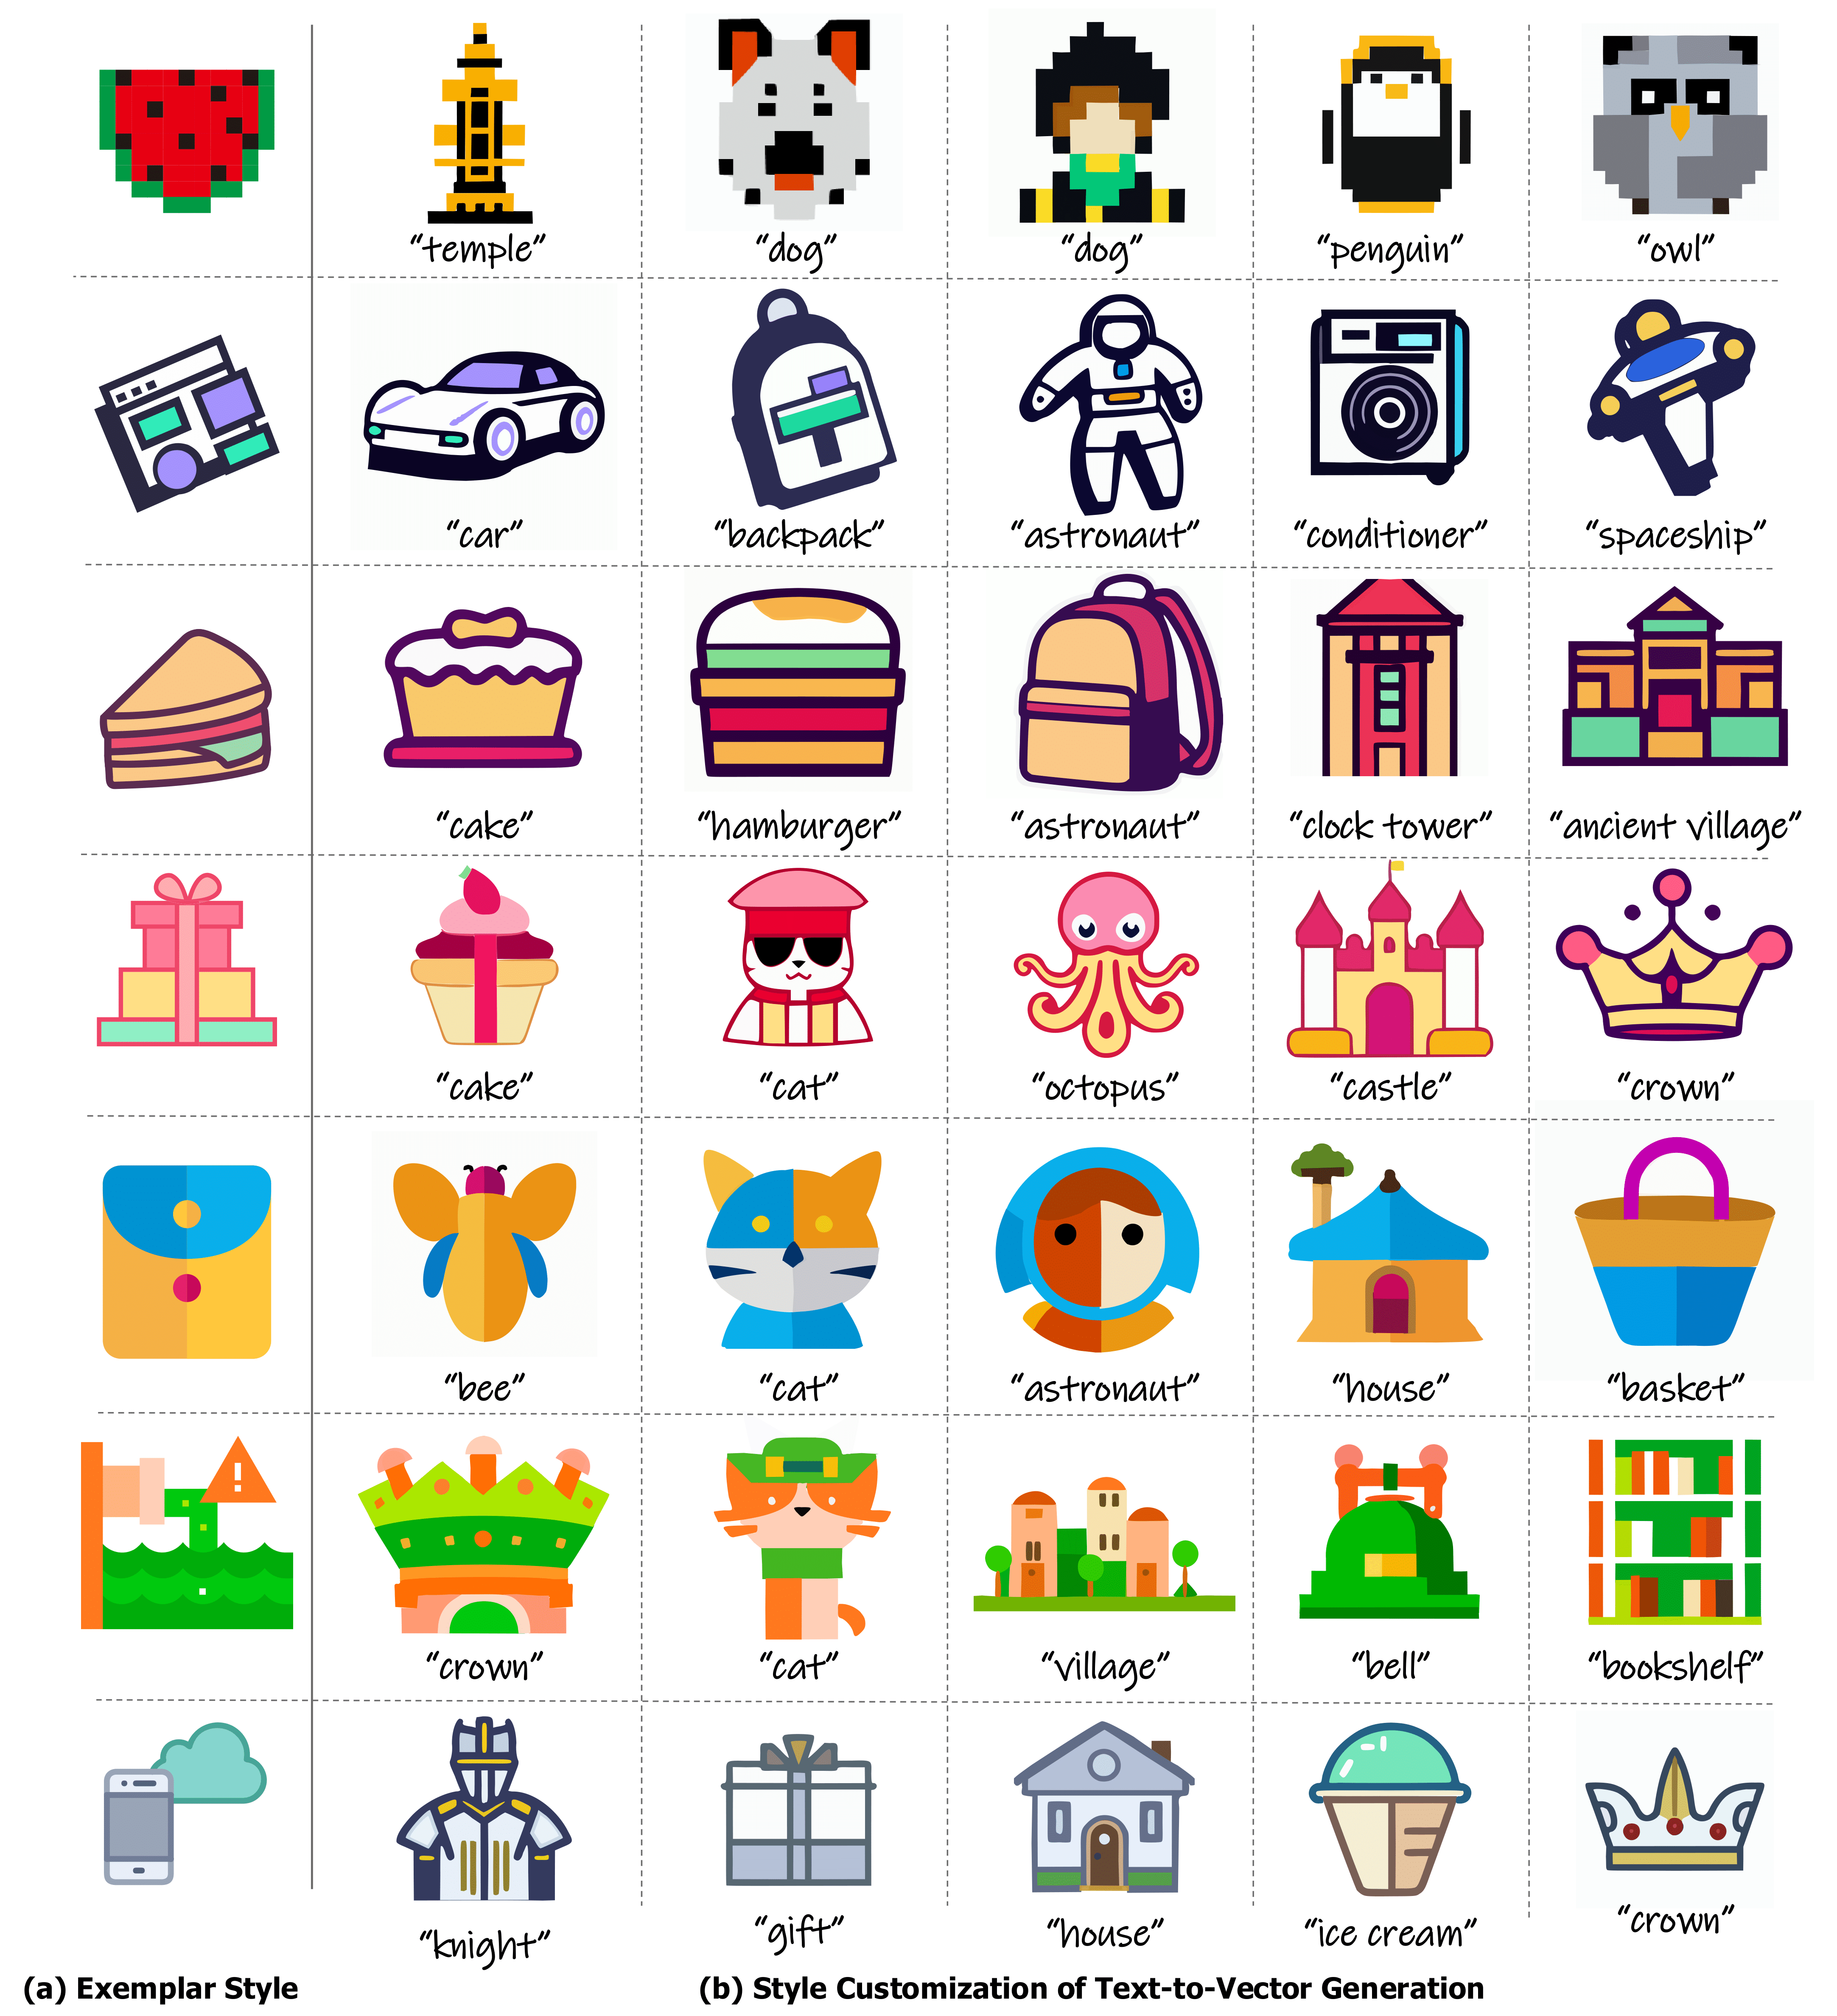 “temple” “dog” “dog” “penguin” “owl”
“car” “backpack” “astronaut” “conditioner” “spaceship”
“cake” “hamburger” “astronaut” “clock tower” “ancient village”
“cake” “cat” “octopus” “castle” “crown”
“bee” “cat” “astronaut” “house” “basket”
!
“crown” “cat” “village” “bell” “bookshelf”
“knight” “gift” “house” “ice cream” “crown”
(a) Exemplar Style (b) Style Customization of Text-to-Vector Generation